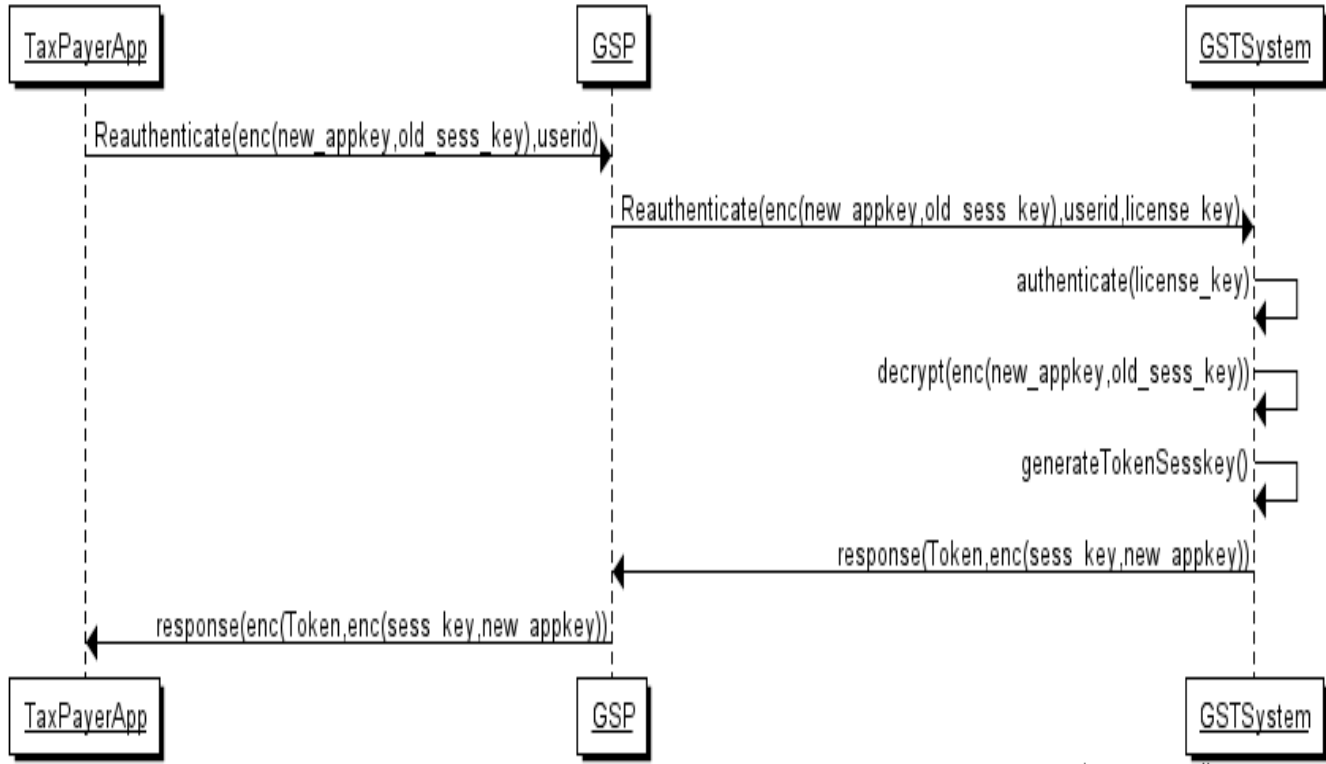 TaxPayerApp
GSP
GSTSystem
Reauthenticate(enc(new_appkey,old_sess_key),userid)
Reauthenticate(enc(new_appkey,old_sess_key),userid,license_key)
authenticate(license_key)
decrypt(enc(new_appkey,old_sess_key))
generateTokenSesskey()
response(Token,enc(sess_key,new_appkey))
response(enc(Token,enc(sess_key,new_appkey))
TaxPayerApp
GSP
GSTSystem